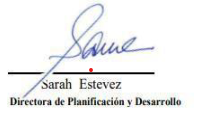 Sarah Estevez
Directora de Planificación y Desarrollo